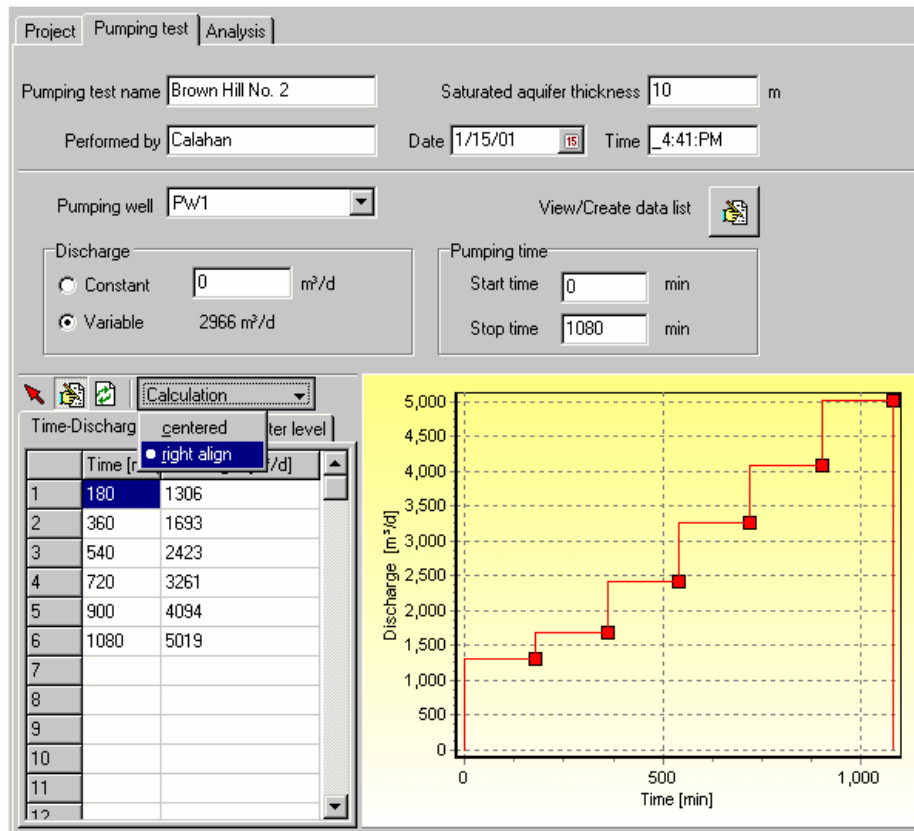 Project Pumping test Analysis
Pumping test name Brown Hill No. 2 Saturated aquifer thickness 10 m
Performed by Calahan Date 1/15/01 15 Time _4:41:PM
Pumping well PW1 View/Create data list
Discharge Pumping time
Constant 0 m³/d Start time 0 min
Variable 2966 m³/d Stop time 1080 min
Calculation
centered
right align
Time-Discharg ter level
Time [
/d]
1 180 1306
2 360 1693
3 540 2423
4 720 3261
5 900 4094
6 1080 5019
7
8
9
10
11
12
5,000
4,500
4,000
3,500
3,000
2,500
2,000
1,500
1,000
500
0
Discharge [m³/d]
0 500 1,000
Time [min]